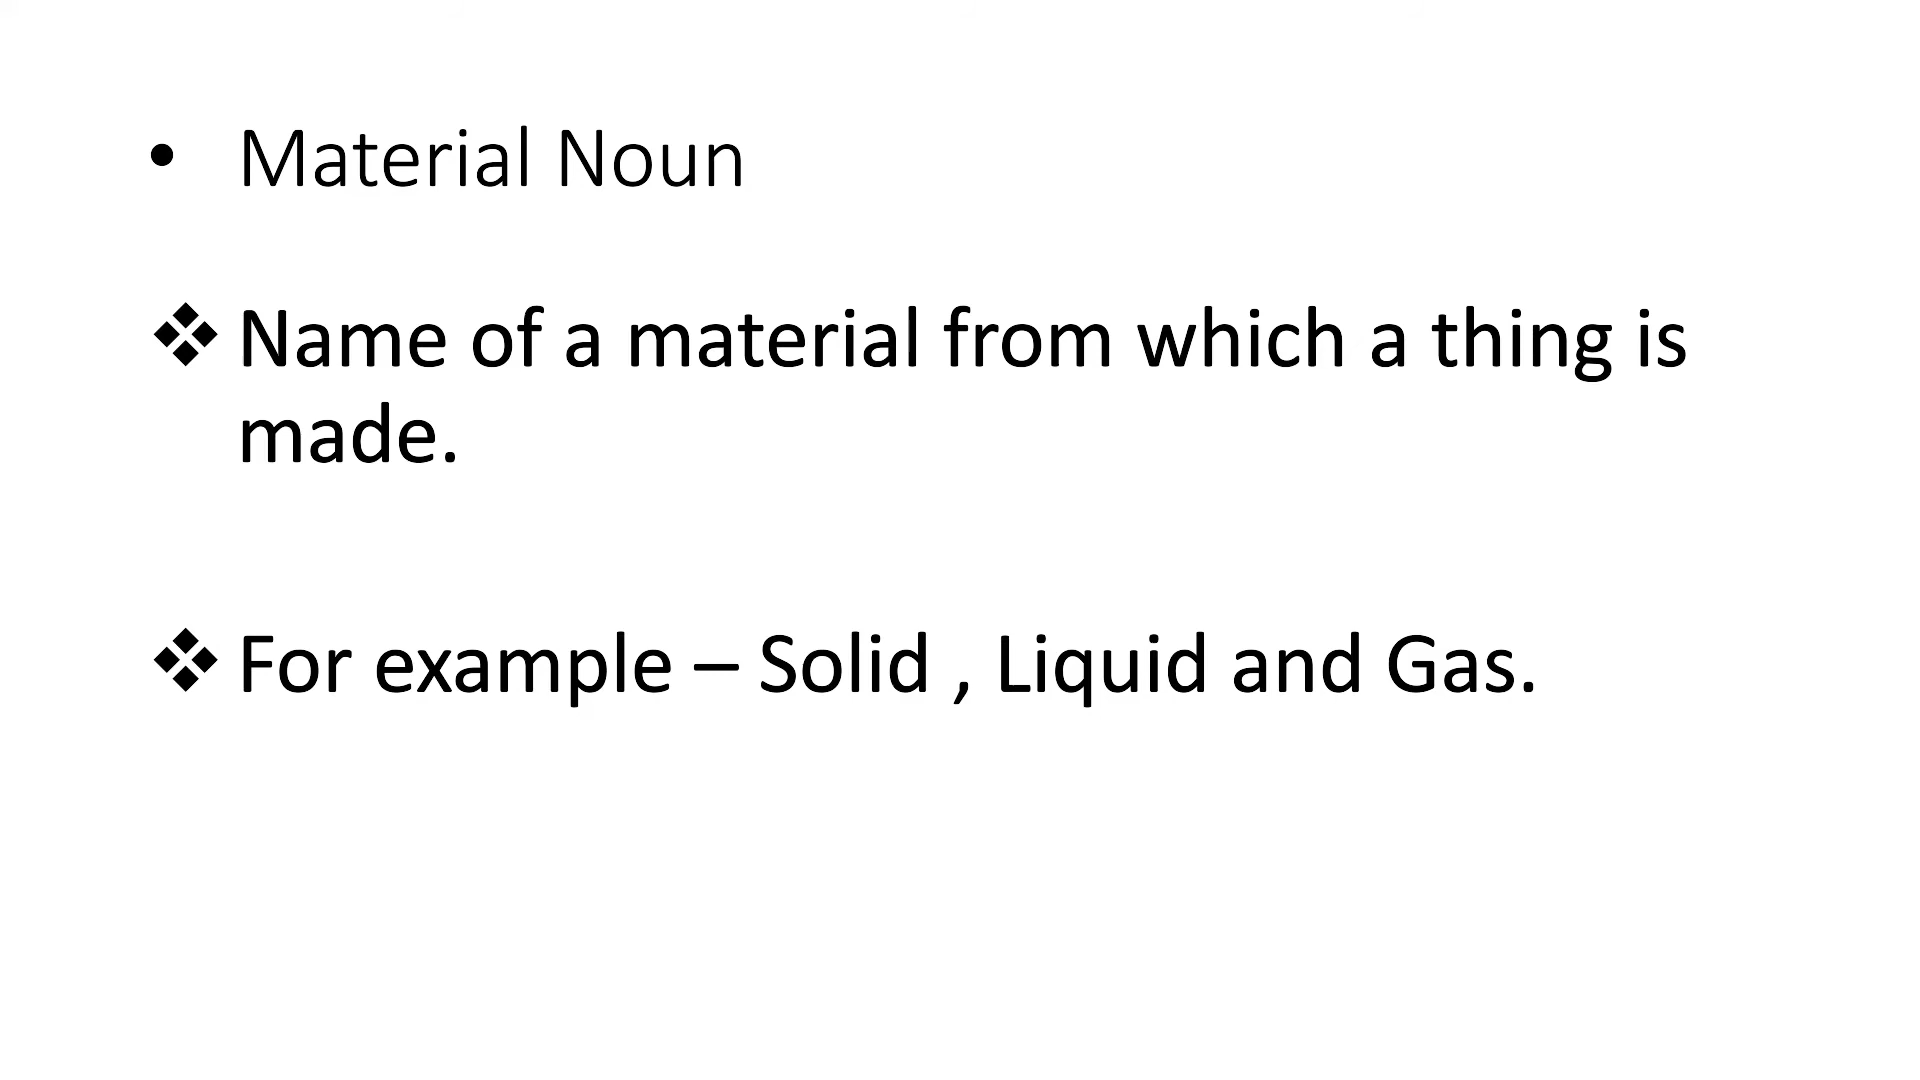 • Material Noun
❖ Name of a material from which a thing is
made.
❖ For example – Solid , Liquid and Gas.